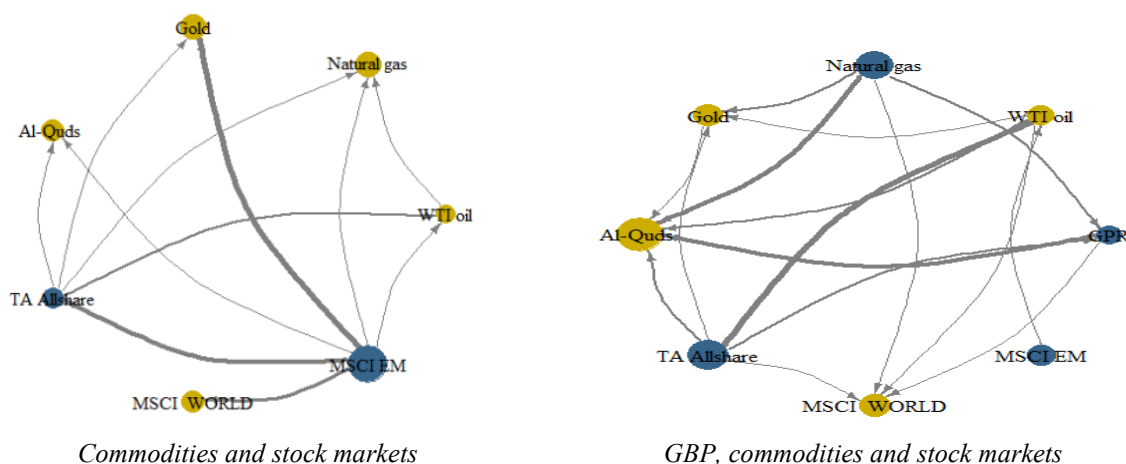 Gold
Natural gas
Al-Quds
WTI oil
TA Allshare
MSCI EM
MSCI WORLD
Commodities and stock markets
Natural gas
Gold
WTI oil
Al-Quds
GPR
TA Allshare
MSCI EM
MSCI WORLD
GBP, commodities and stock markets